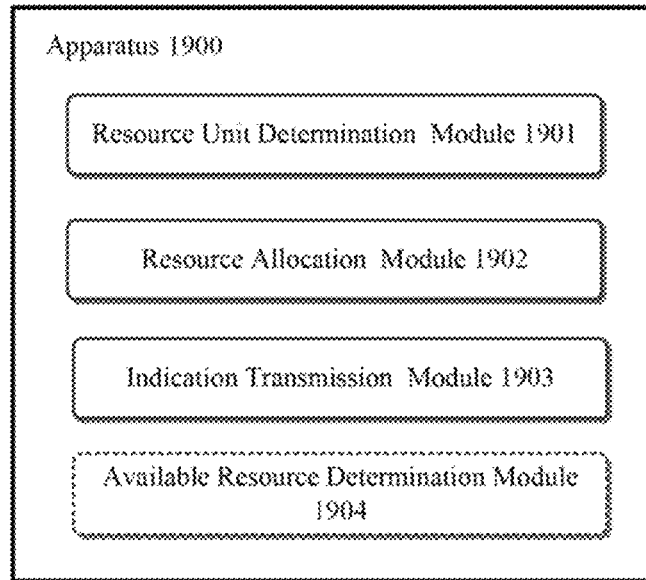 Apparatus 1900
Resource Unit Determination Module 1901
Resource Allocation Module 1902
Indication Transmission Module 1903
Available Resource Determination Module
1904